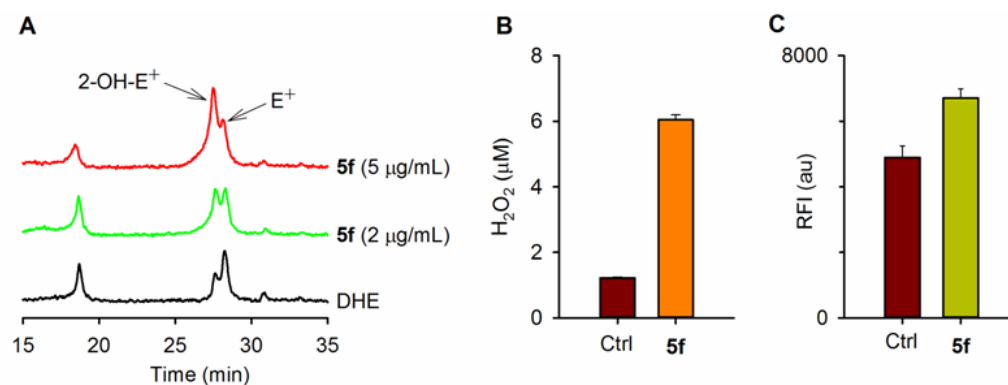 A
2-OH-E⁺
E⁺
5f (5 μg/mL)
5f (2 μg/mL)
DHE
15 20 25 30 35
Time (min)
B
8
6
4
2
0
H₂O₂ (μM)
Ctrl 5f
C
8000
0
RFI (au)
Ctrl 5f